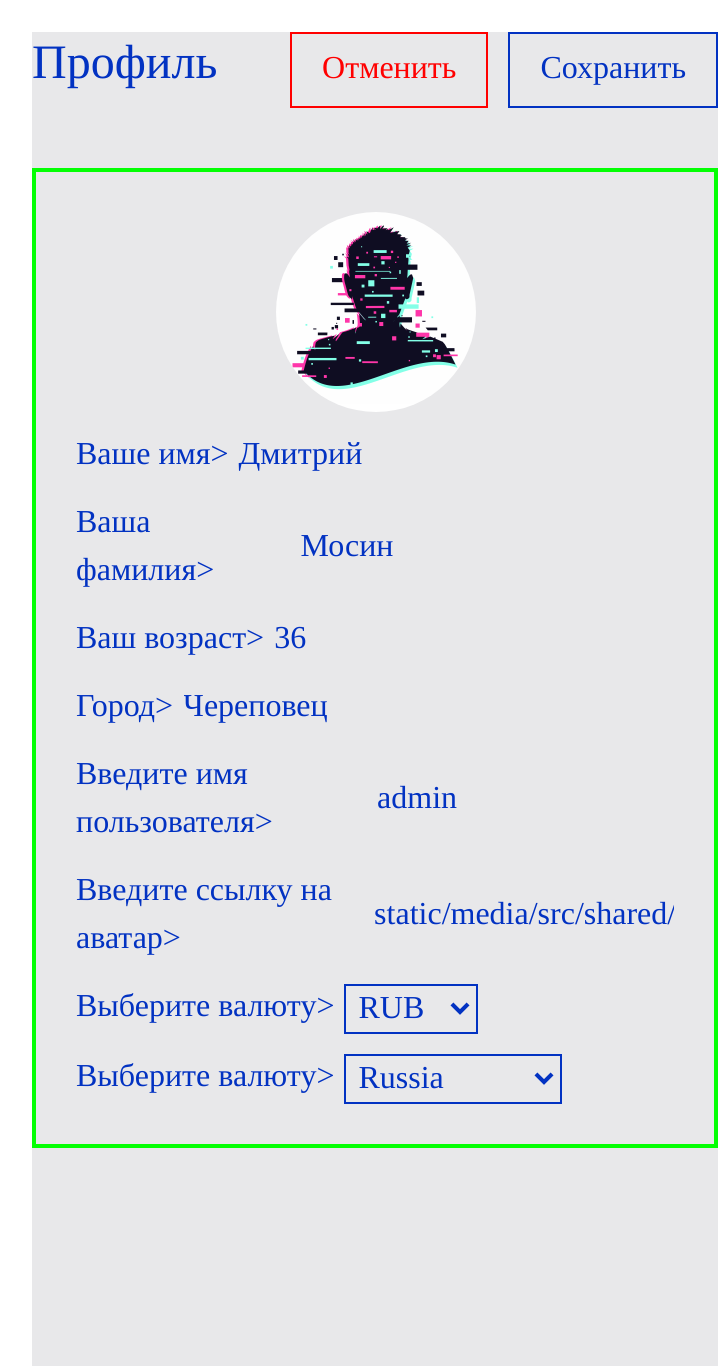 Профиль
Отменить
Сохранить
Ваше имя> Дмитрий
Ваша
фамилия>
Мосин
Ваш возраст> 36
Город> Череповец
Введите имя
пользователя>
admin
Введите ссылку на
аватар>
static/media/src/shared/
Выберите валюту> RUB
Выберите валюту> Russia